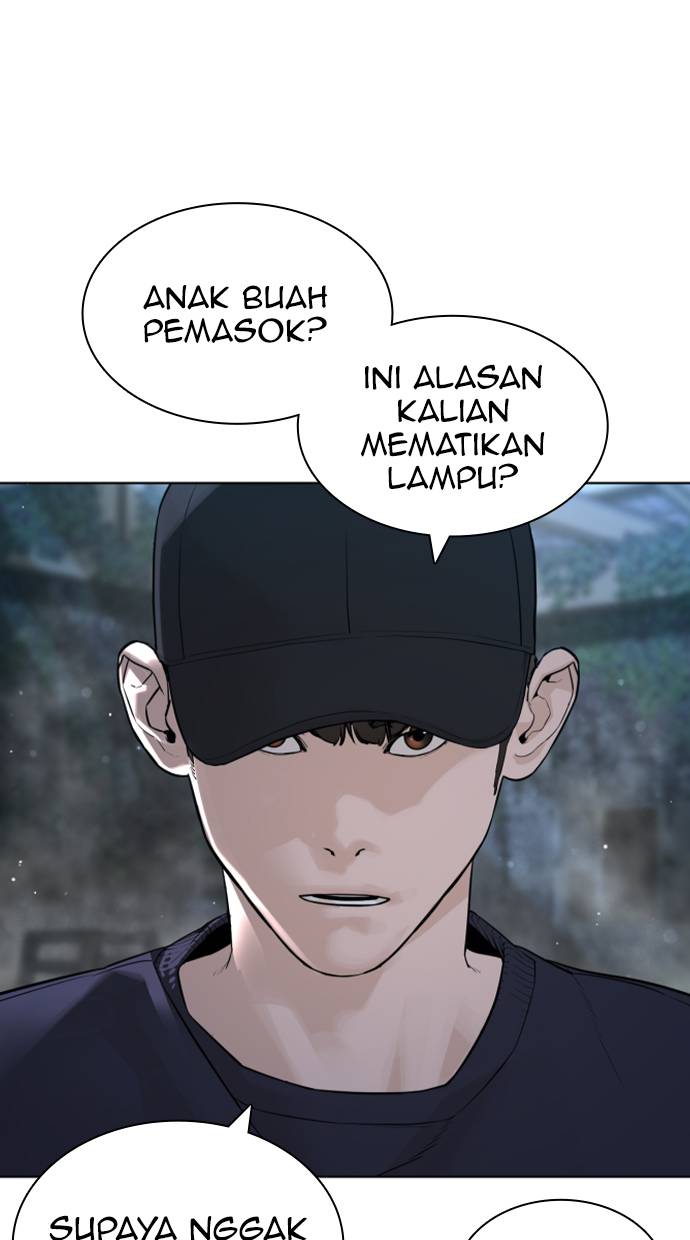 ANAK BUAH
PEMASOK?
INI ALASAN
KALIAN
MEMATIKAN
LAMPU?
SUPAYA NGGAK